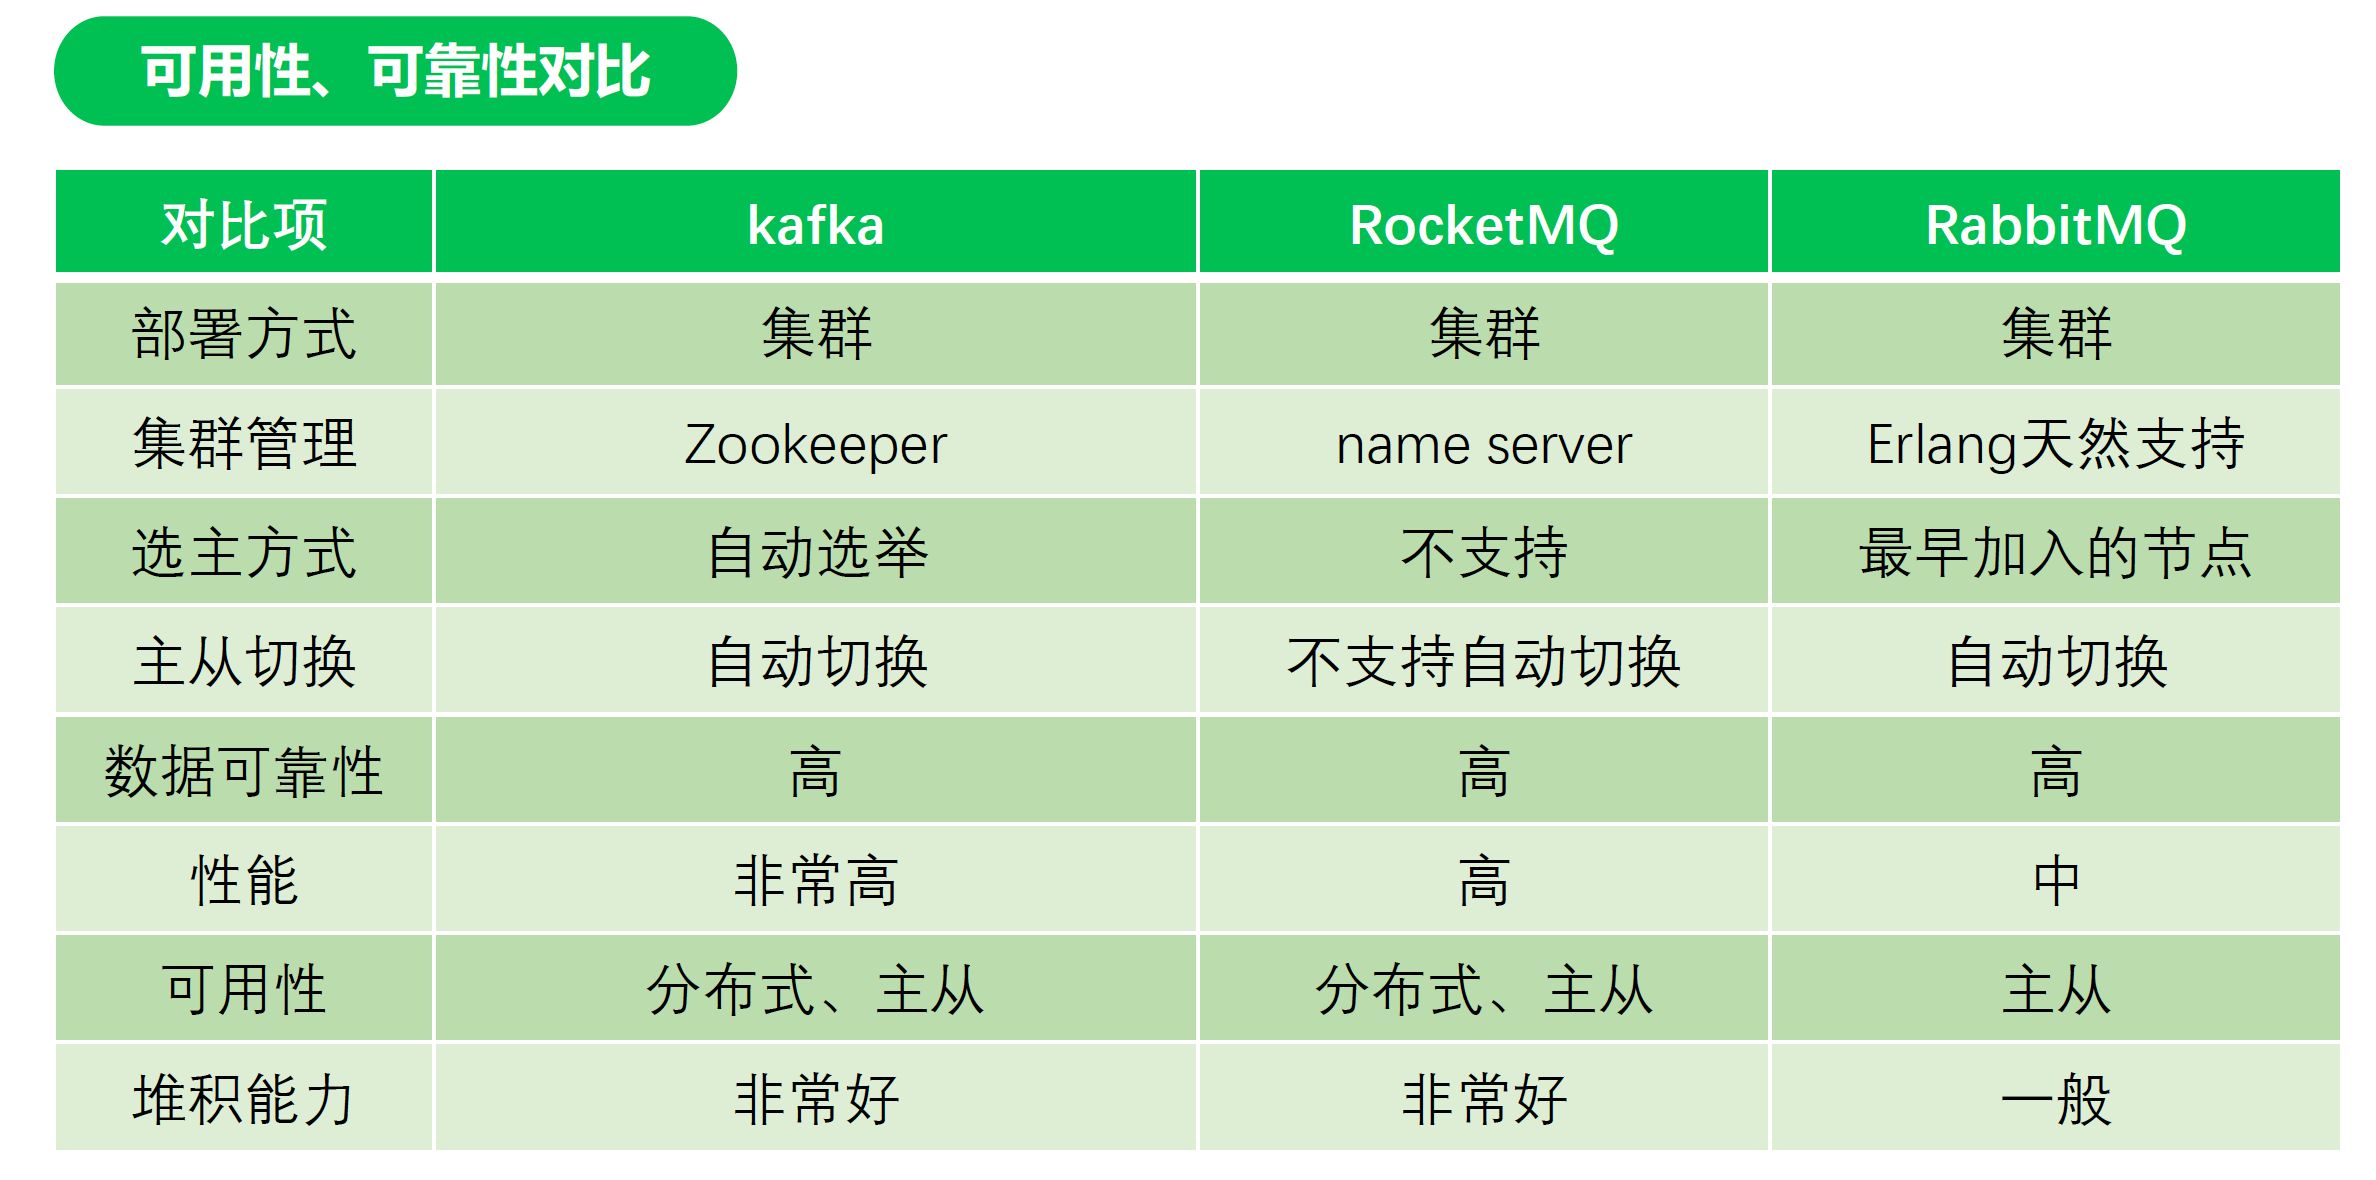 可用性、可靠性对比
对比项 kafka RocketMQ RabbitMQ
部署方式 集群 集群 集群
集群管理 Zookeeper name server Erlang天然支持
选主方式 自动选举 不支持 最早加入的节点
主从切换 自动切换 不支持自动切换 自动切换
数据可靠性 高 高 高
性能 非常高 高 中
可用性 分布式、主从 分布式、主从 主从
堆积能力 非常好 非常好 一般